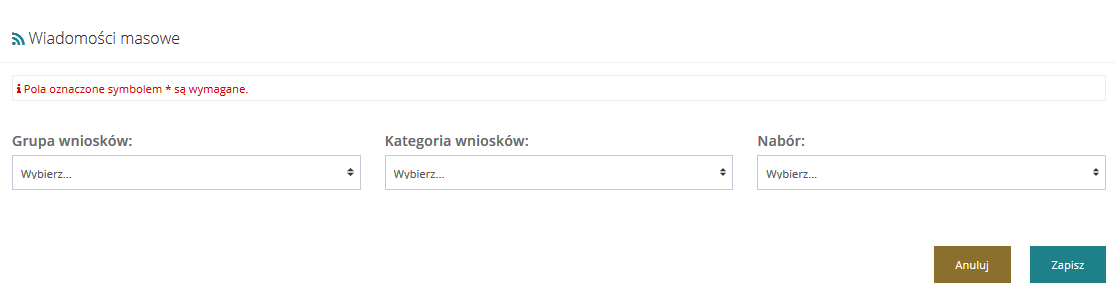 Wiadomości masowe
Pola oznaczone symbolem * są wymagane.
Grupa wniosków: Kategoria wniosków: Nabór:
Wybierz... Wybierz... Wybierz...
Anuluj Zapisz